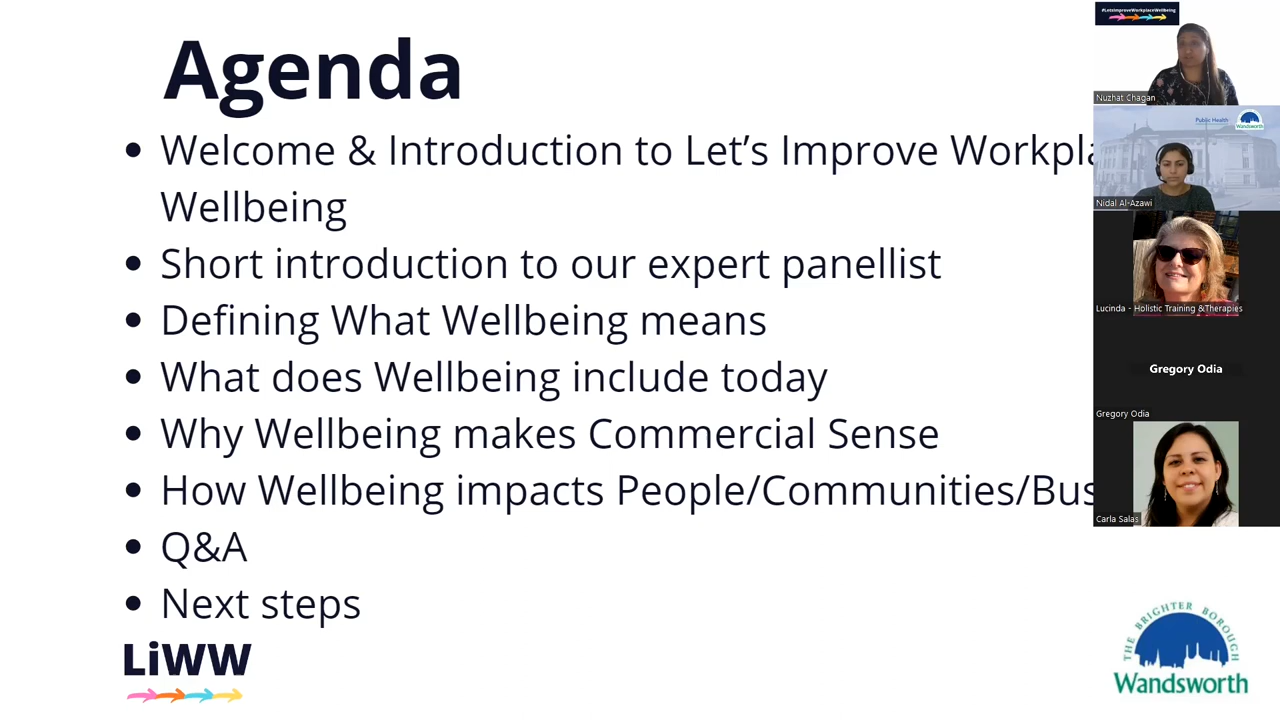 Agenda
• Welcome & Introduction to Let's Improve Workpla
Wellbeing
• Short introduction to our expert panellist
• Defining What Wellbeing means
• What does Wellbeing include today
• Why Wellbeing makes Commercial Sense
• How Wellbeing impacts People/Communities/Bus
• Q&A
• Next steps
LiWW
#LetsImproveWorkplaceWellbeing
Nuzhat Chagan
Public Health
Wandsworth
Nidal Al-Azawi
Lucinda - Holistic Training &Therapies
Gregory Odia
Gregory Odia
Carla Salas
THE BRIGHTER BOROUGH
Wandsworth